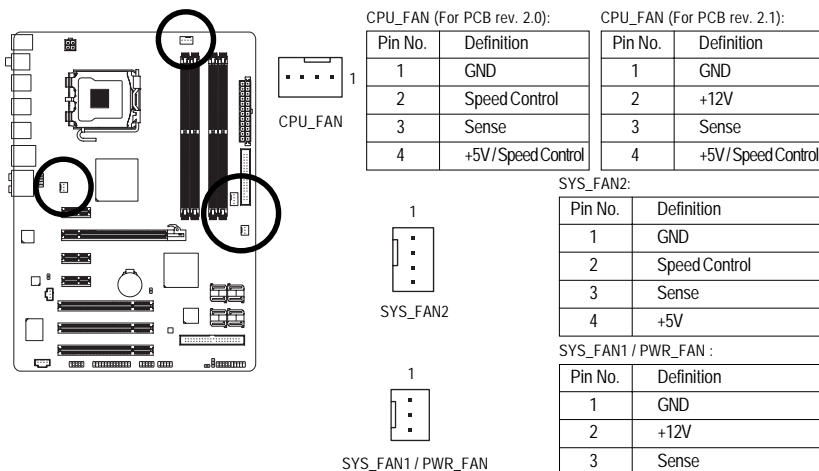 CPU_FAN (For PCB rev. 2.0):
Pin No. Definition
1 GND
2 Speed Control
3 Sense
4 +5V / Speed Control
CPU_FAN (For PCB rev. 2.1):
Pin No. Definition
1 GND
2 +12V
3 Sense
4 +5V / Speed Control
1
CPU_FAN
SYS_FAN2:
Pin No. Definition
1 GND
2 Speed Control
3 Sense
4 +5V
1
SYS_FAN2
SYS_FAN1 / PWR_FAN :
Pin No. Definition
1 GND
2 +12V
3 Sense
1
SYS_FAN1 / PWR_FAN